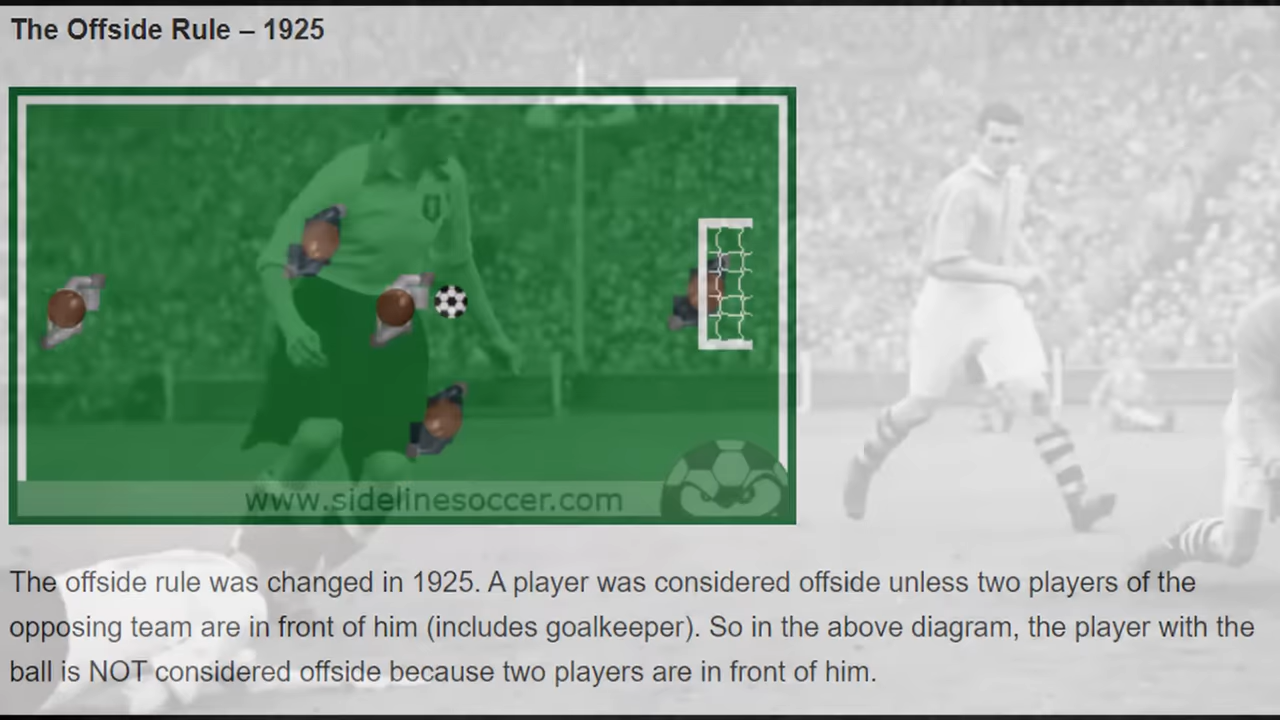 The Offside Rule – 1925
www.sidelinesoccer.com
The offside rule was changed in 1925. A player was considered offside unless two players of the
opposing team are in front of him (includes goalkeeper). So in the above diagram, the player with the
ball is NOT considered offside because two players are in front of him.